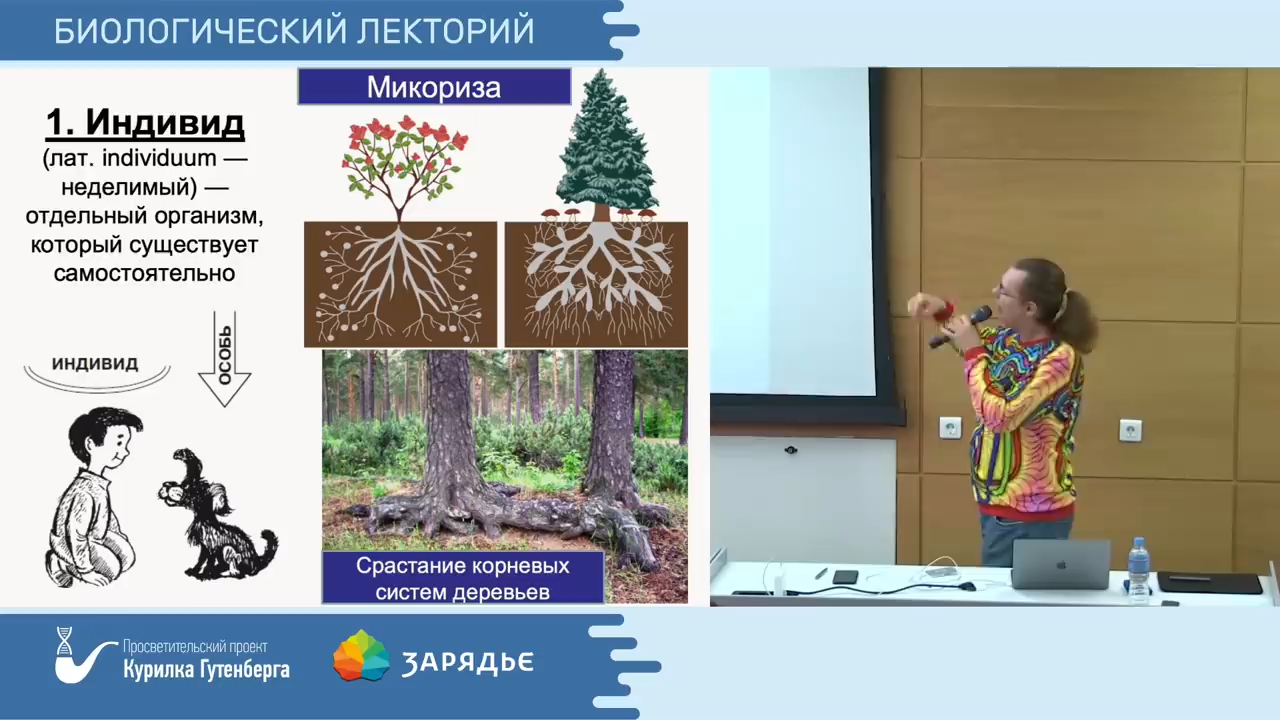 БИОЛОГИЧЕСКИЙ ЛЕКТОРИЙ
1. Индивид
(лат. individuum —
неделимый) —
отдельный организм,
который существует
самостоятельно
индивид
особь
Микориза
Срастание корневых
систем деревьев
Просветительский проект
Курилка Гутенберга
ЗАРЯДЬЕ